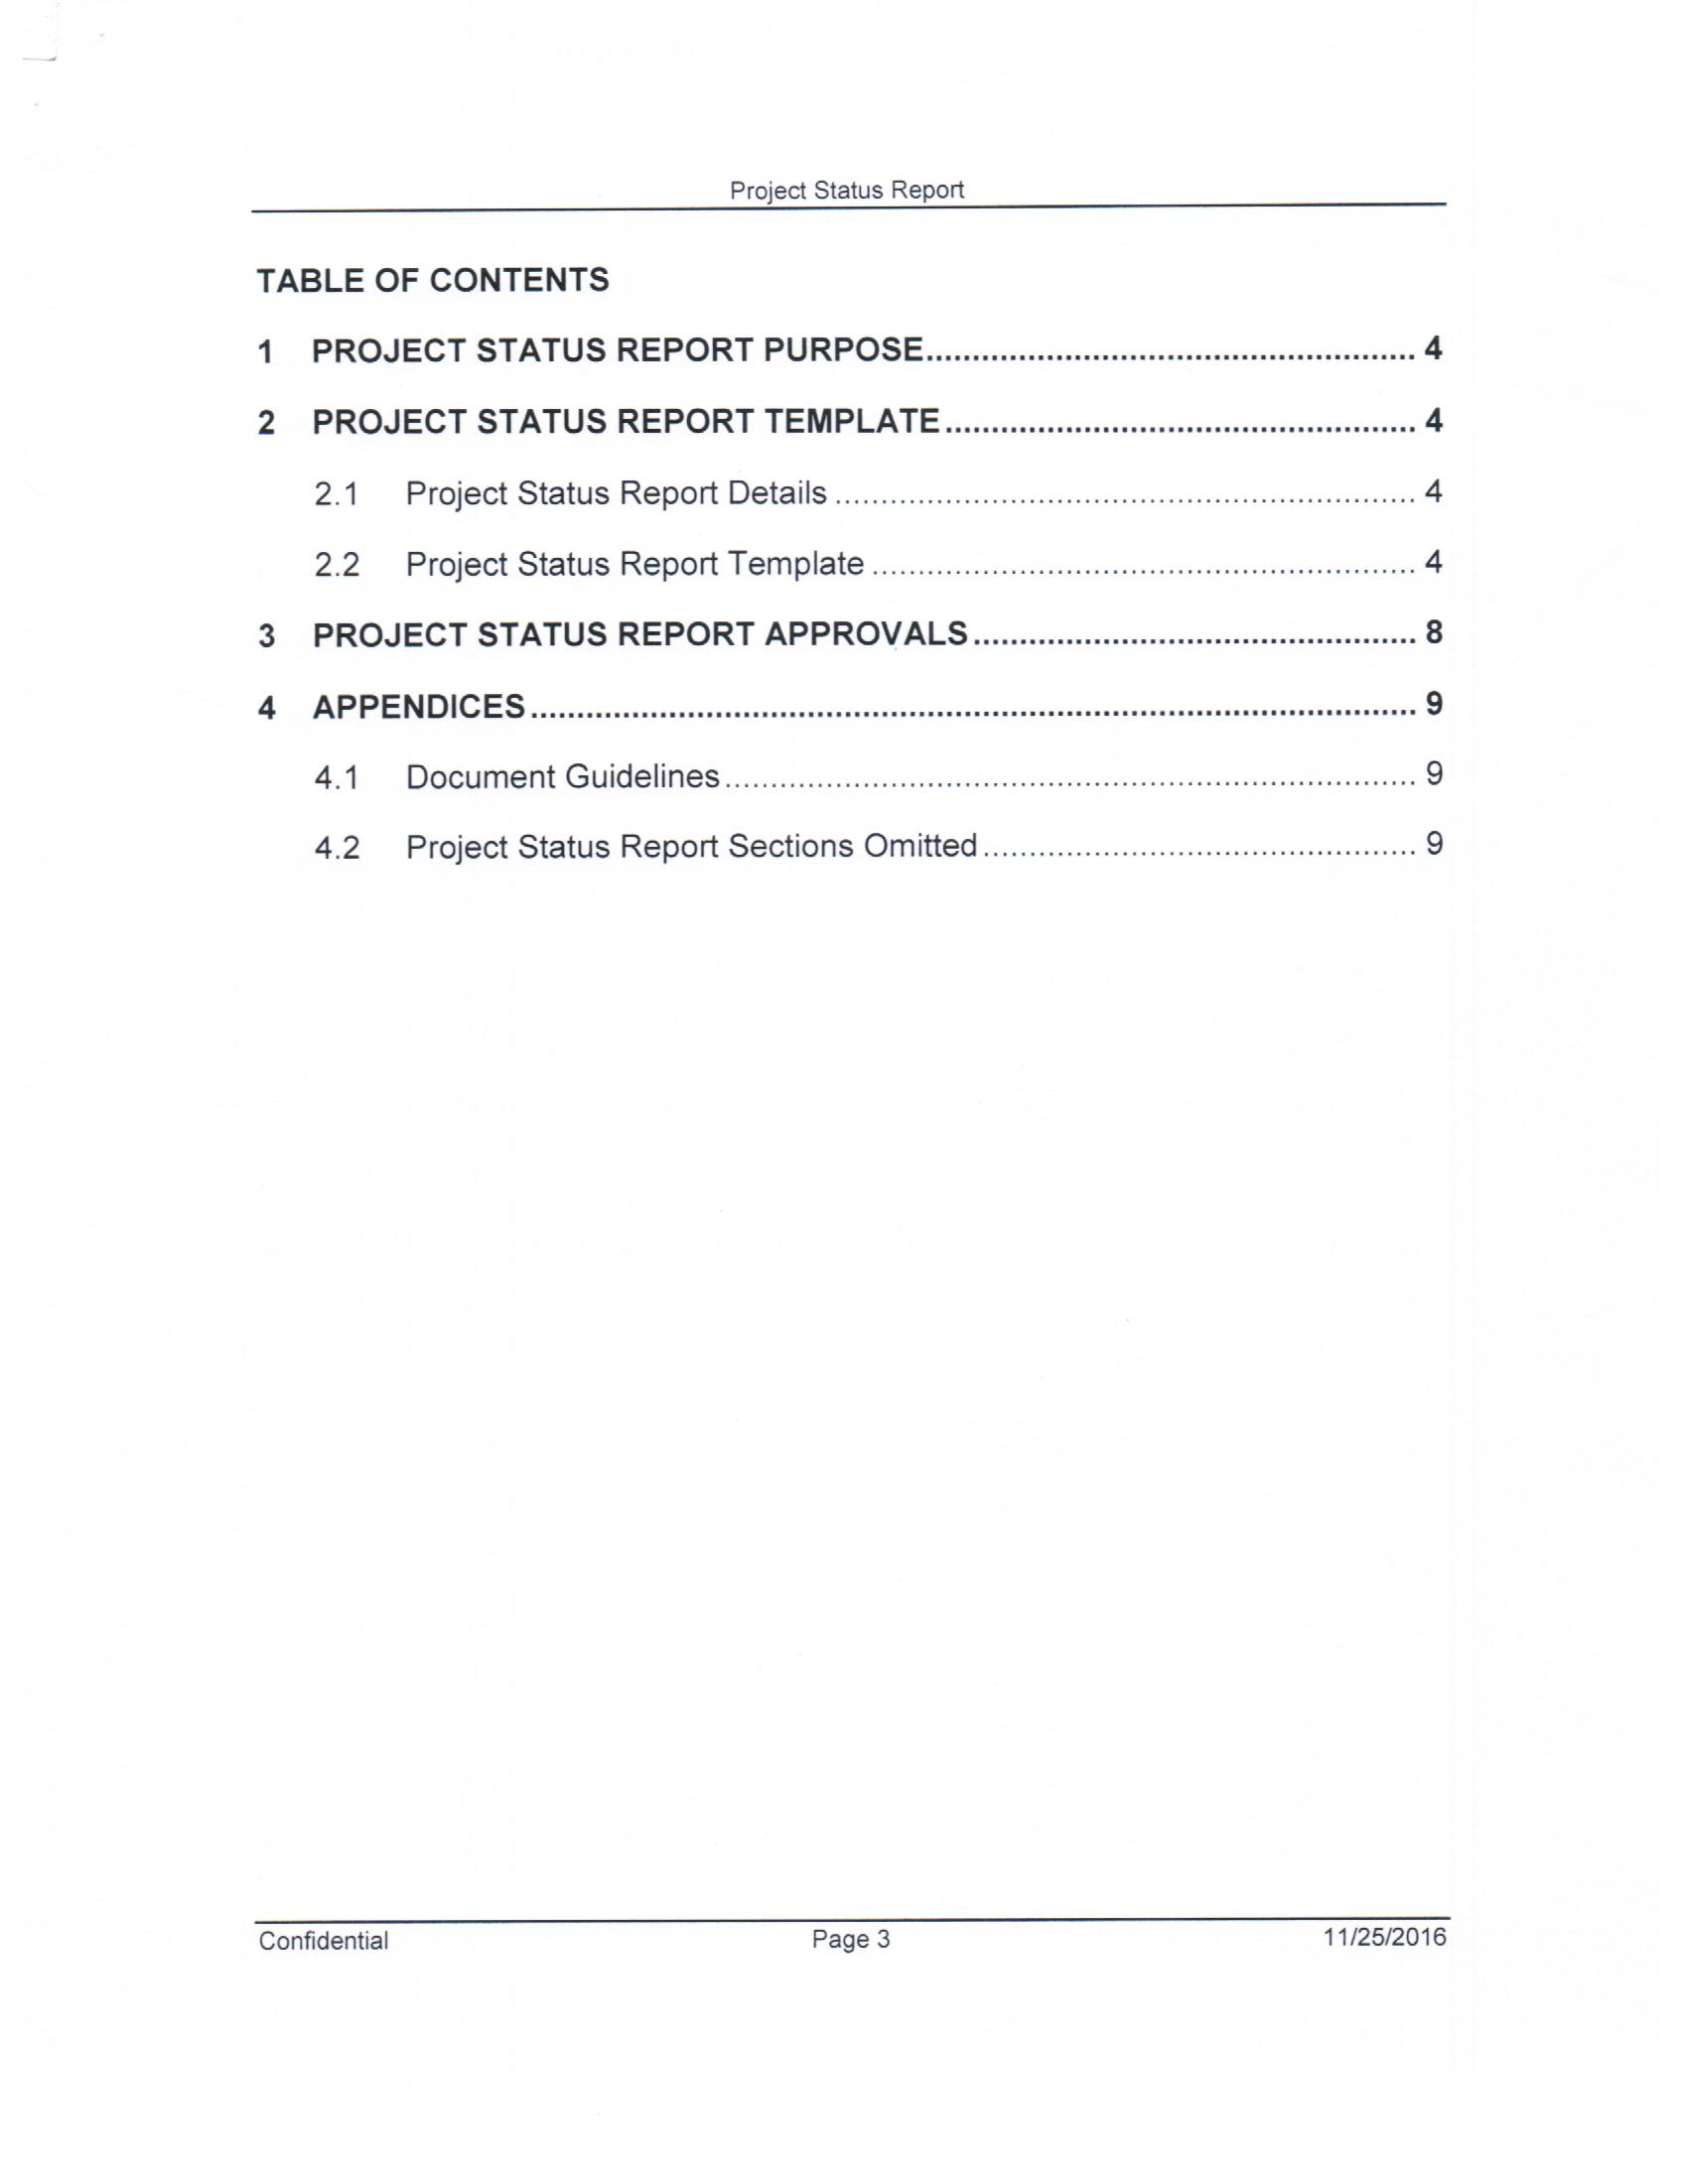 Project Status Report
TABLE OF CONTENTS
1 PROJECT STATUS REPORT PURPOSE.................................................... 4
2 PROJECT STATUS REPORT TEMPLATE.................................................. 4
2.1 Project Status Report Details ............................................................... 4
2.2 Project Status Report Template ........................................................... 4
3 PROJECT STATUS REPORT APPROVALS............................................... 8
4 APPENDICES............................................................................................... 9
4.1 Document Guidelines........................................................................... 9
4.2 Project Status Report Sections Omitted............................................... 9
Confidential Page 3 11/25/2016